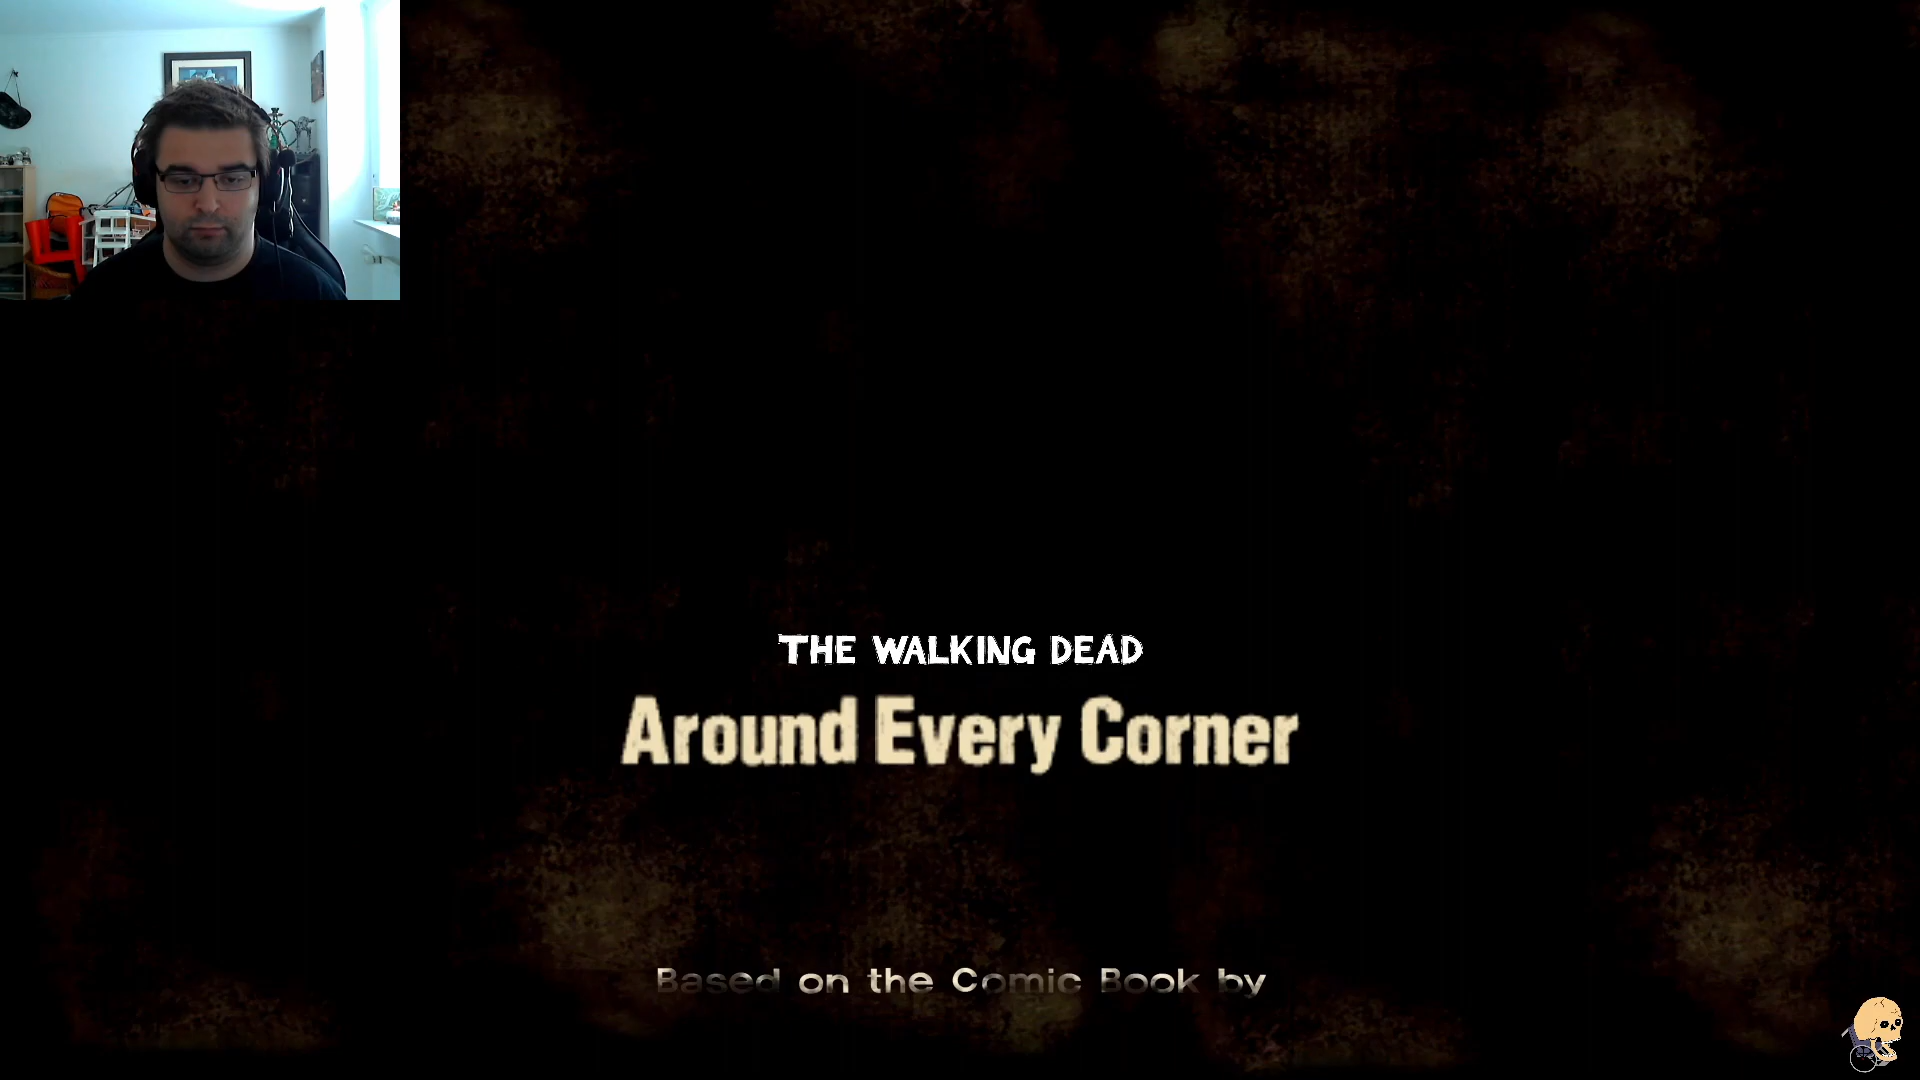 THE WALKING DEAD
Around Every Corner
Based on the Comic Book by